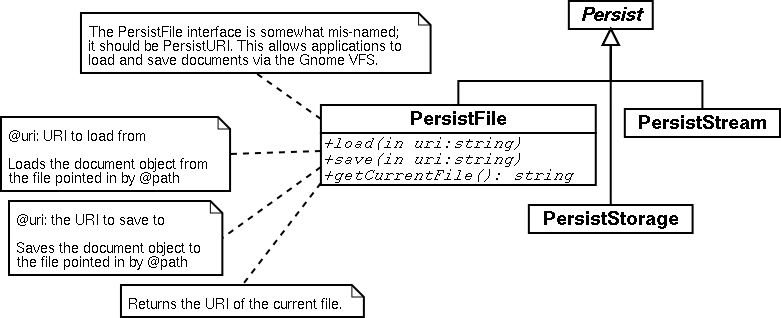 Persist
The PersistFile interface is somewhat mis-named;
it should be PersistURI. This allows applications to
load and save documents via the Gnome VFS.
PersistFile
+load(in uri:string)
+save(in uri:string)
+getCurrentFile(): string
PersistStream
@uri: URI to load from
Loads the document object from
the file pointed in by @path
PersistStorage
@uri: the URI to save to
Saves the document object to
the file pointed in by @path
Returns the URI of the current file.